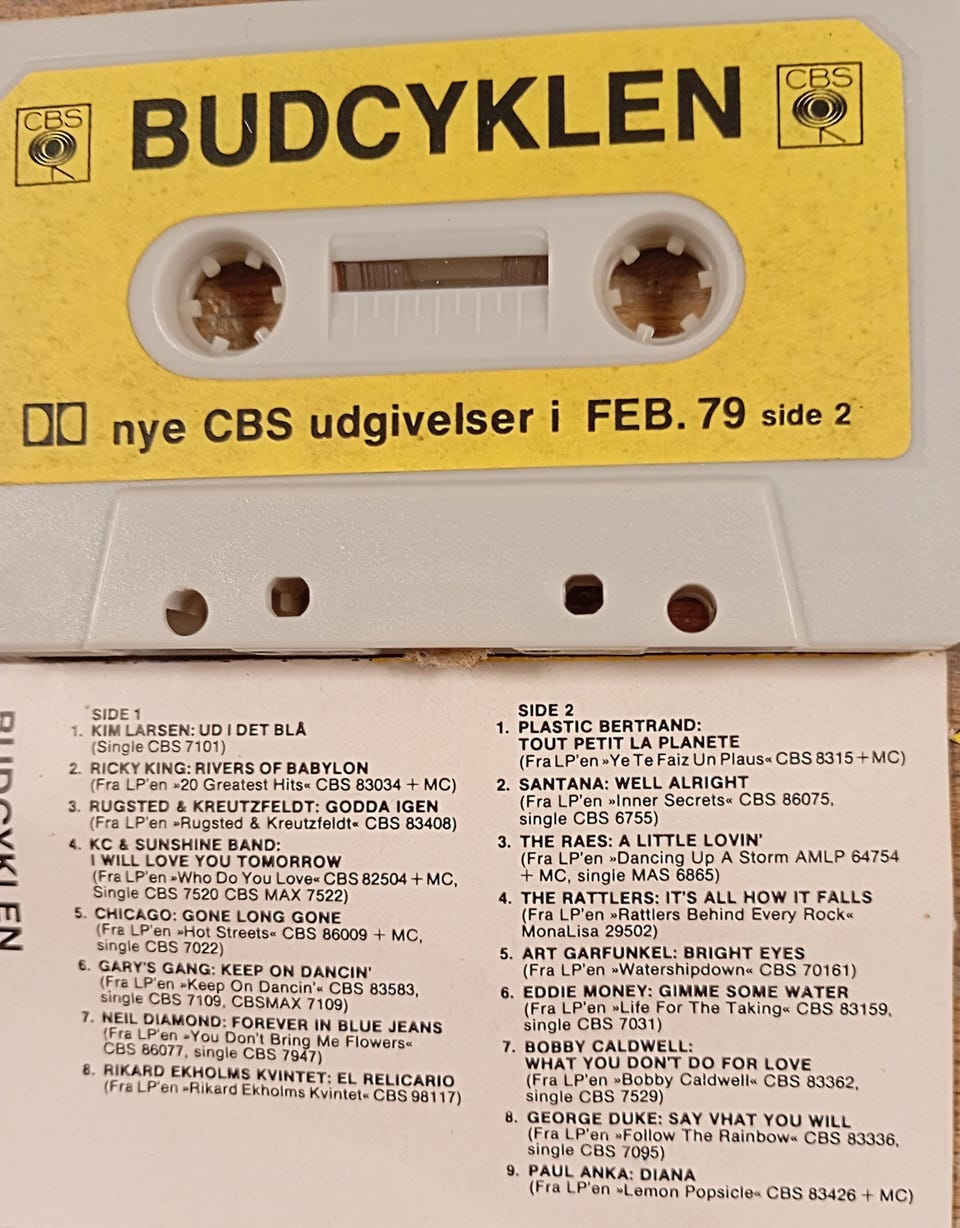 CBS
BUDCYKLEN
CBS
nye CBS udgivelser i FEB. 79 side 2
BUDCYKLEN
SIDE 1
1. KIM LARSEN: UD I DET BLÅ
(Single CBS 7101)
2. RICKY KING: RIVERS OF BABYLON
(Fra LP'en »20 Greatest Hits« CBS 83034 + MC)
3. RUGSTED & KREUTZFELDT: GODDA IGEN
(Fra LP'en »Rugsted & Kreutzfeldt« CBS 83408)
4. KC & SUNSHINE BAND:
I WILL LOVE YOU TOMORROW
(Fra LP'en »Who Do You Love« CBS 82504 + MC,
Single CBS 7520 CBS MAX 7522)
5. CHICAGO: GONE LONG GONE
(Fra LP'en »Hot Streets« CBS 86009 + MC,
single CBS 7022)
6. GARY'S GANG: KEEP ON DANCIN'
(Fra LP'en »Keep On Dancin'« CBS 83583,
single CBS 7109, CBSMAX 7109)
7. NEIL DIAMOND: FOREVER IN BLUE JEANS
(Fra LP'en »You Don't Bring Me Flowers«
CBS 86077, single CBS 7947)
8. RIKARD EKHOLMS KVINTET: EL RELICARIO
(Fra LP'en »Rikard Ekholms Kvintet« CBS 98117)
SIDE 2
1. PLASTIC BERTRAND:
TOUT PETIT LA PLANETE
(Fra LP'en »Ye Te Faiz Un Plaus« CBS 8315 + MC)
2. SANTANA: WELL ALRIGHT
(Fra LP'en »Inner Secrets« CBS 86075,
single CBS 6755)
3. THE RAES: A LITTLE LOVIN'
(Fra LP'en »Dancing Up A Storm AMLP 64754
+ MC, single MAS 6865)
4. THE RATTLERS: IT'S ALL HOW IT FALLS
(Fra LP'en »Rattlers Behind Every Rock«
MonaLisa 29502)
5. ART GARFUNKEL: BRIGHT EYES
(Fra LP'en »Watershipdown« CBS 70161)
6. EDDIE MONEY: GIMME SOME WATER
(Fra LP'en »Life For The Taking« CBS 83159,
single CBS 7031)
7. BOBBY CALDWELL:
WHAT YOU DON'T DO FOR LOVE
(Fra LP'en »Bobby Caldwell« CBS 83362,
single CBS 7529)
8. GEORGE DUKE: SAY VHAT YOU WILL
(Fra LP'en »Follow The Rainbow« CBS 83336,
single CBS 7095)
9. PAUL ANKA: DIANA
(Fra LP'en »Lemon Popsicle« CBS 83426 + MC)